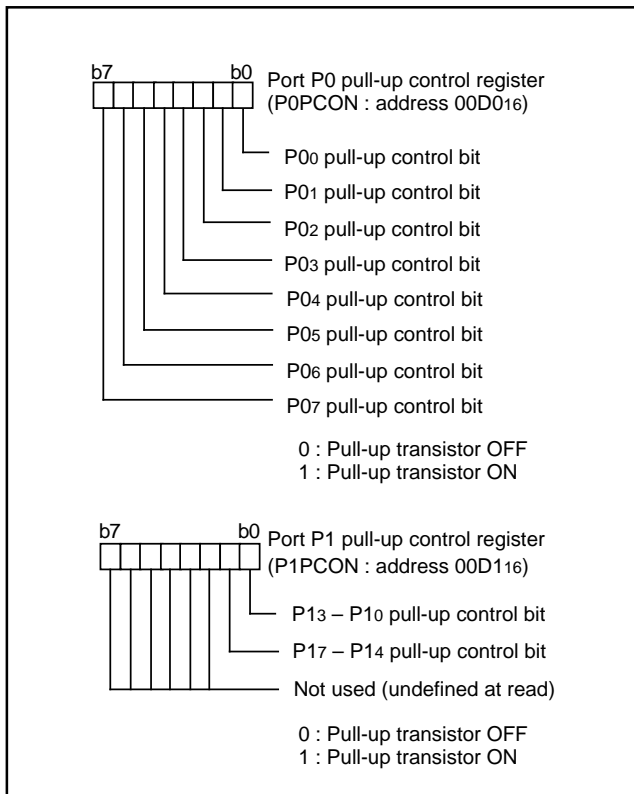 b7 b0
Port P0 pull-up control register
(P0PCON : address 00D016)
P00 pull-up control bit
P01 pull-up control bit
P02 pull-up control bit
P03 pull-up control bit
P04 pull-up control bit
P05 pull-up control bit
P06 pull-up control bit
P07 pull-up control bit
0 : Pull-up transistor OFF
1 : Pull-up transistor ON
b7 b0
Port P1 pull-up control register
(P1PCON : address 00D116)
P13 – P10 pull-up control bit
P17 – P14 pull-up control bit
Not used (undefined at read)
0 : Pull-up transistor OFF
1 : Pull-up transistor ON